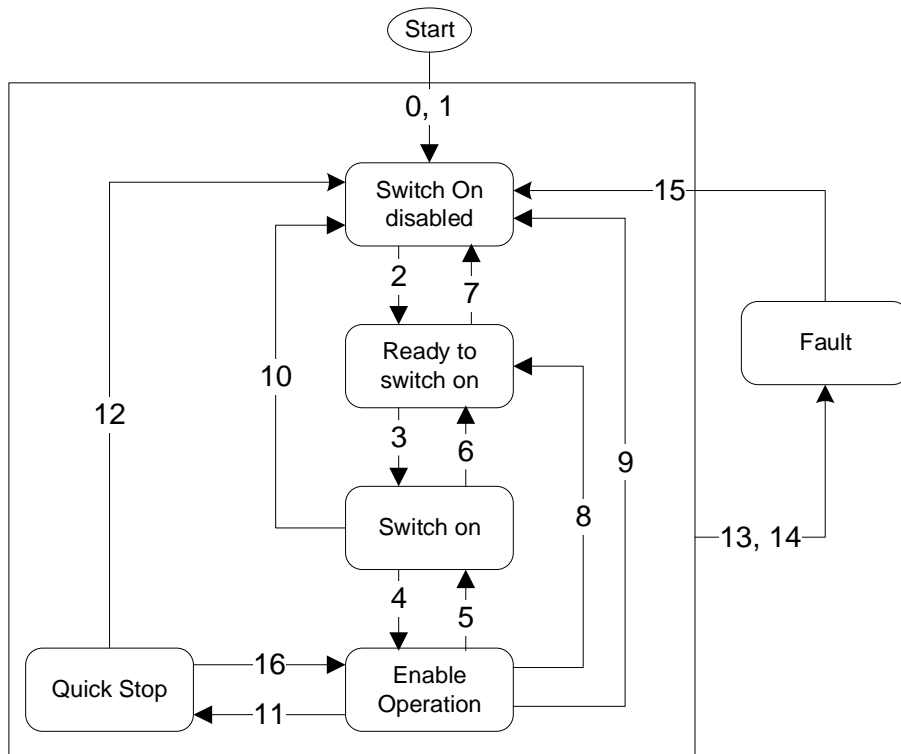 Start
0, 1
Switch On
disabled
15
2
7
Ready to
switch on
Fault
10
12
3
6
9
8
Switch on
13, 14
4
5
Quick Stop
16
11
Enable
Operation